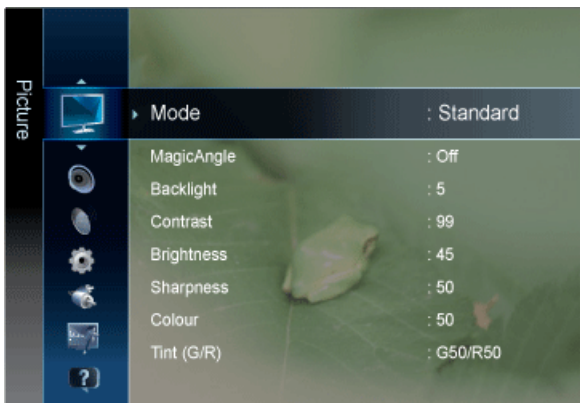 Picture
Mode : Standard
MagicAngle : Off
Backlight : 5
Contrast : 99
Brightness : 45
Sharpness : 50
Colour : 50
Tint (G/R) : G50/R50
?